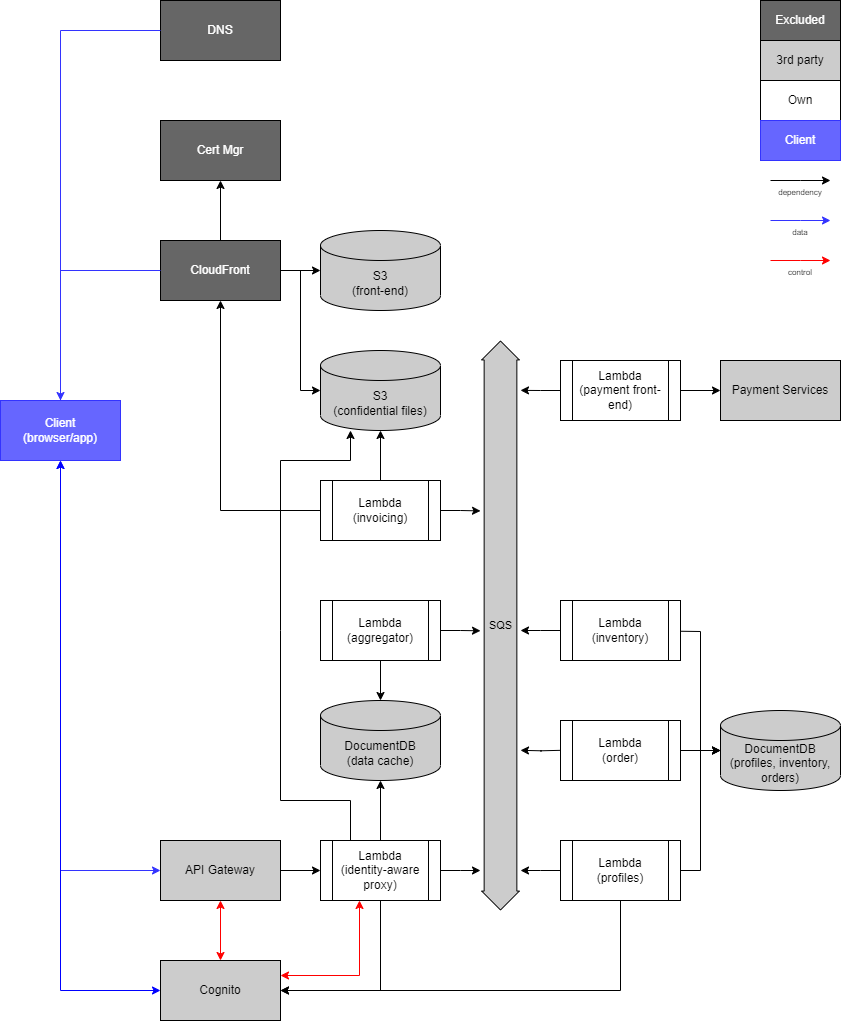 DNS
Excluded
3rd party
Own
Client
dependency
data
control
Cert Mgr
CloudFront
S3
(front-end)
S3
(confidential files)
Lambda
(payment front-
end)
Payment Services
Client
(browser/app)
Lambda
(invoicing)
Lambda
(aggregator)
SQS
Lambda
(inventory)
DocumentDB
(data cache)
Lambda
(order)
DocumentDB
(profiles, inventory,
orders)
API Gateway
Lambda
(identity-aware
proxy)
Lambda
(profiles)
Cognito